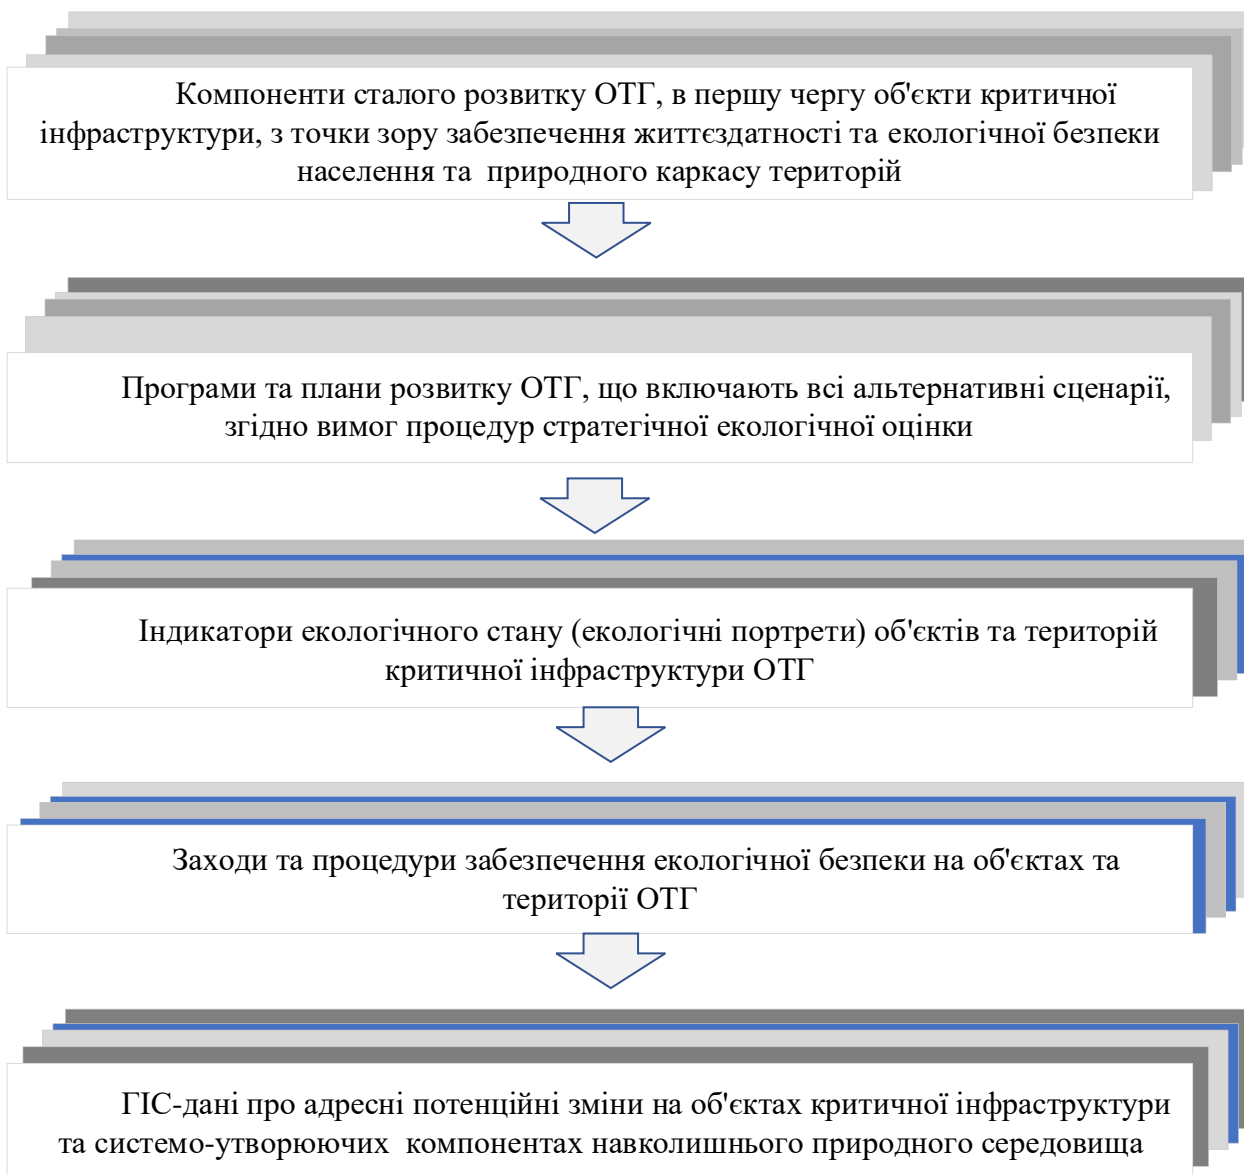 Компоненти сталого розвитку ОТГ, в першу чергу об'єкти критичної
інфраструктури, з точки зору забезпечення життєздатності та екологічної безпеки
населення та природного каркасу територій
Програми та плани розвитку ОТГ, що включають всі альтернативні сценарії,
згідно вимог процедур стратегічної екологічної оцінки
Індикатори екологічного стану (екологічні портрети) об'єктів та територій
критичної інфраструктури ОТГ
Заходи та процедури забезпечення екологічної безпеки на об'єктах та
території ОТГ
ГІС-дані про адресні потенційні зміни на об'єктах критичної інфраструктури
та системо-утворюючих компонентах навколишнього природного середовища